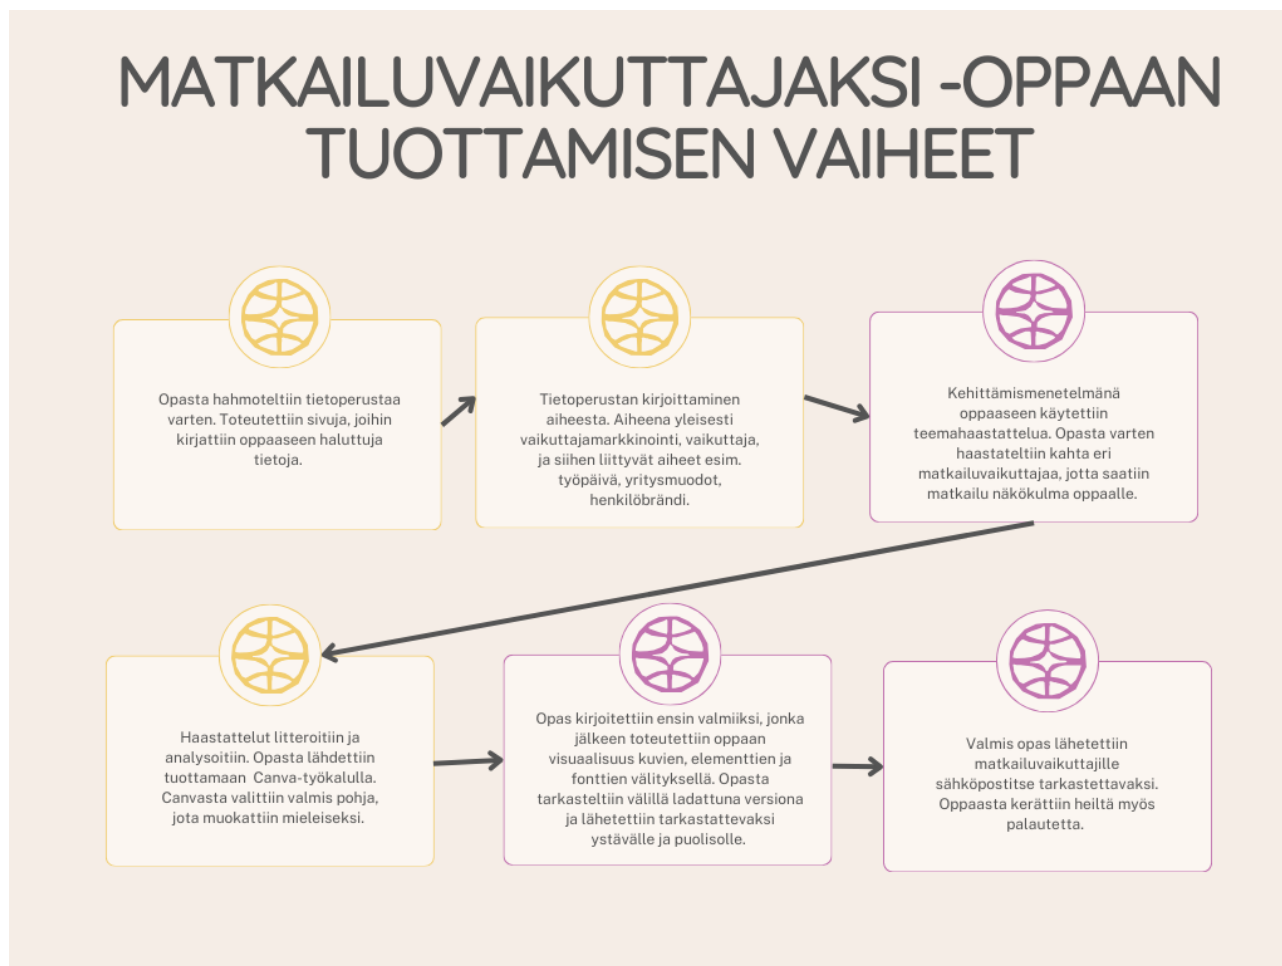 MATKAILUVAIKUTTAJAKSI -OPPAAN
TUOTTAMISEN VAIHEET
Opasta hahmoteltiin tietoperustaa
varten. Toteutettiin sivuja, joihin
kirjattiin oppaaseen haluttuja
tietoja.
Tietoperustan kirjoittaminen
aiheesta. Aiheena yleisesti
vaikuttajamarkkinointi, vaikuttaja,
ja siihen liittyvät aiheet esim.
työpäivä, yritysmuodot,
henkilöbrändi.
Kehittämismenetelmänä
oppaaseen käytettiin
teemahaastattelua. Opasta varten
haastateltiin kahta eri
matkailuvaikuttajaa, jotta saatiin
matkailu näkökulma oppaalle.
Haastattelut litteroitiin ja
analysoitiin. Opasta lähdettiin
tuottamaan Canva-työkalulla.
Canvasta valittiin valmis pohja,
jota muokattiin mieleiseksi.
Opas kirjoitettiin ensin valmiiksi, jonka
jälkeen toteutettiin oppaan
visuaalisuus kuvien, elementtien ja
fonttien välityksellä. Opasta
tarkasteltiin välillä ladattuna versiona
ja lähetettiin tarkastattevaksi
ystävälle ja puolisolle.
Valmis opas lähetettiin
matkailuvaikuttajille
sähköpostitse tarkastettavaksi.
Oppaasta kerättiin heiltä myös
palautetta.